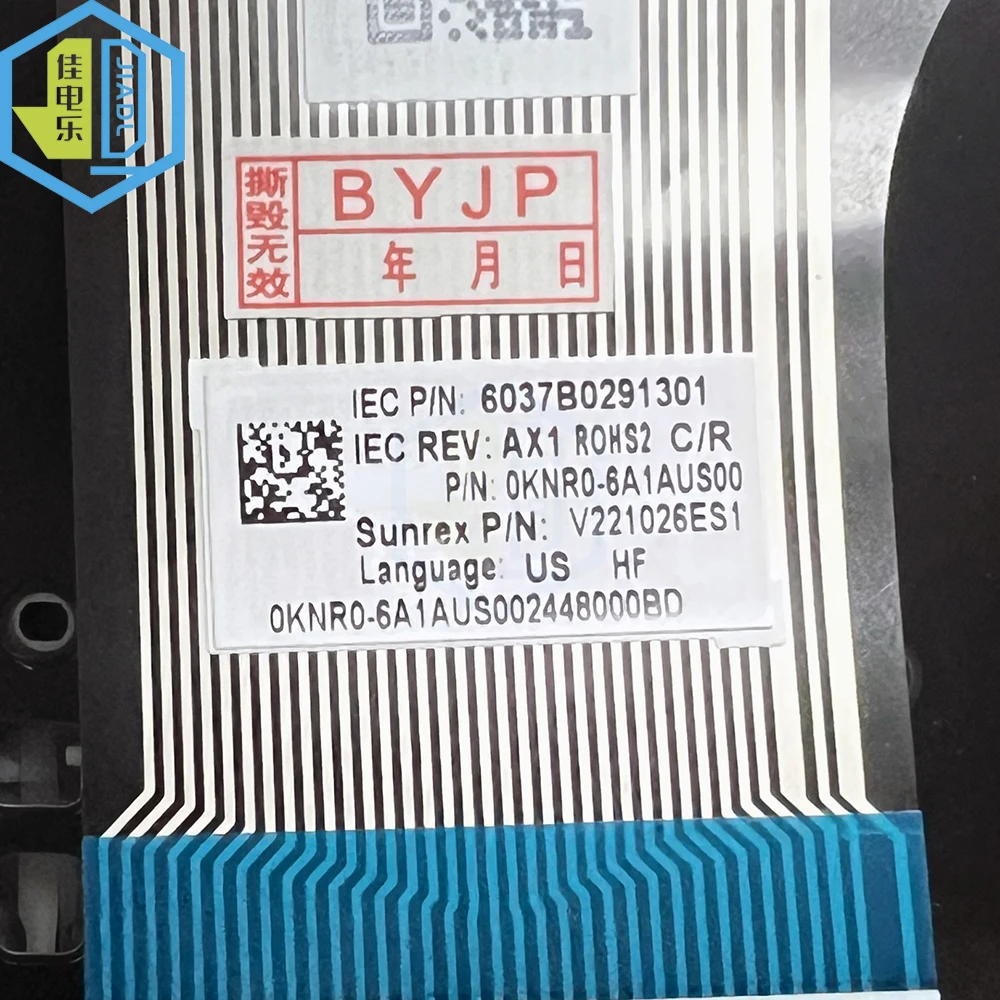 佳电乐
JIADL
撕毁无效
BYJP
年 月 日
IEC P/N: 6037B0291301
IEC REV: AX1 ROHS2 C/R
P/N: 0KNR0-6A1AUS00
Sunrex P/N: V221026ES1
Language: US HF
0KNR0-6A1AUS002448000BD